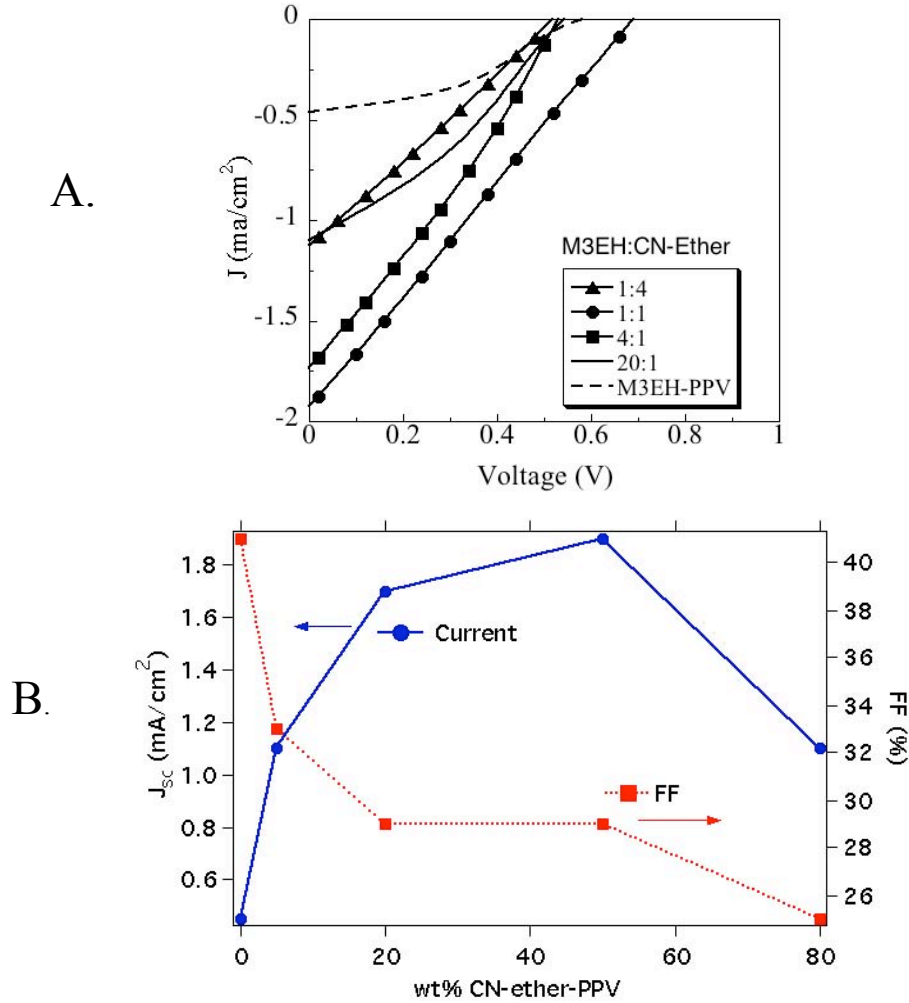 A.
0
-0.5
-1
-1.5
-2
J (ma/cm²)
M3EH:CN-Ether
1:4
1:1
4:1
20:1
M3EH-PPV
0 0.2 0.4 0.6 0.8 1
Voltage (V)
B.
1.8
1.6
1.4
1.2
1.0
0.8
0.6
Jsc (mA/cm²)
Current
FF
40
38
36
34
32
30
28
26
FF (%)
0 20 40 60 80
wt% CN-ether-PPV